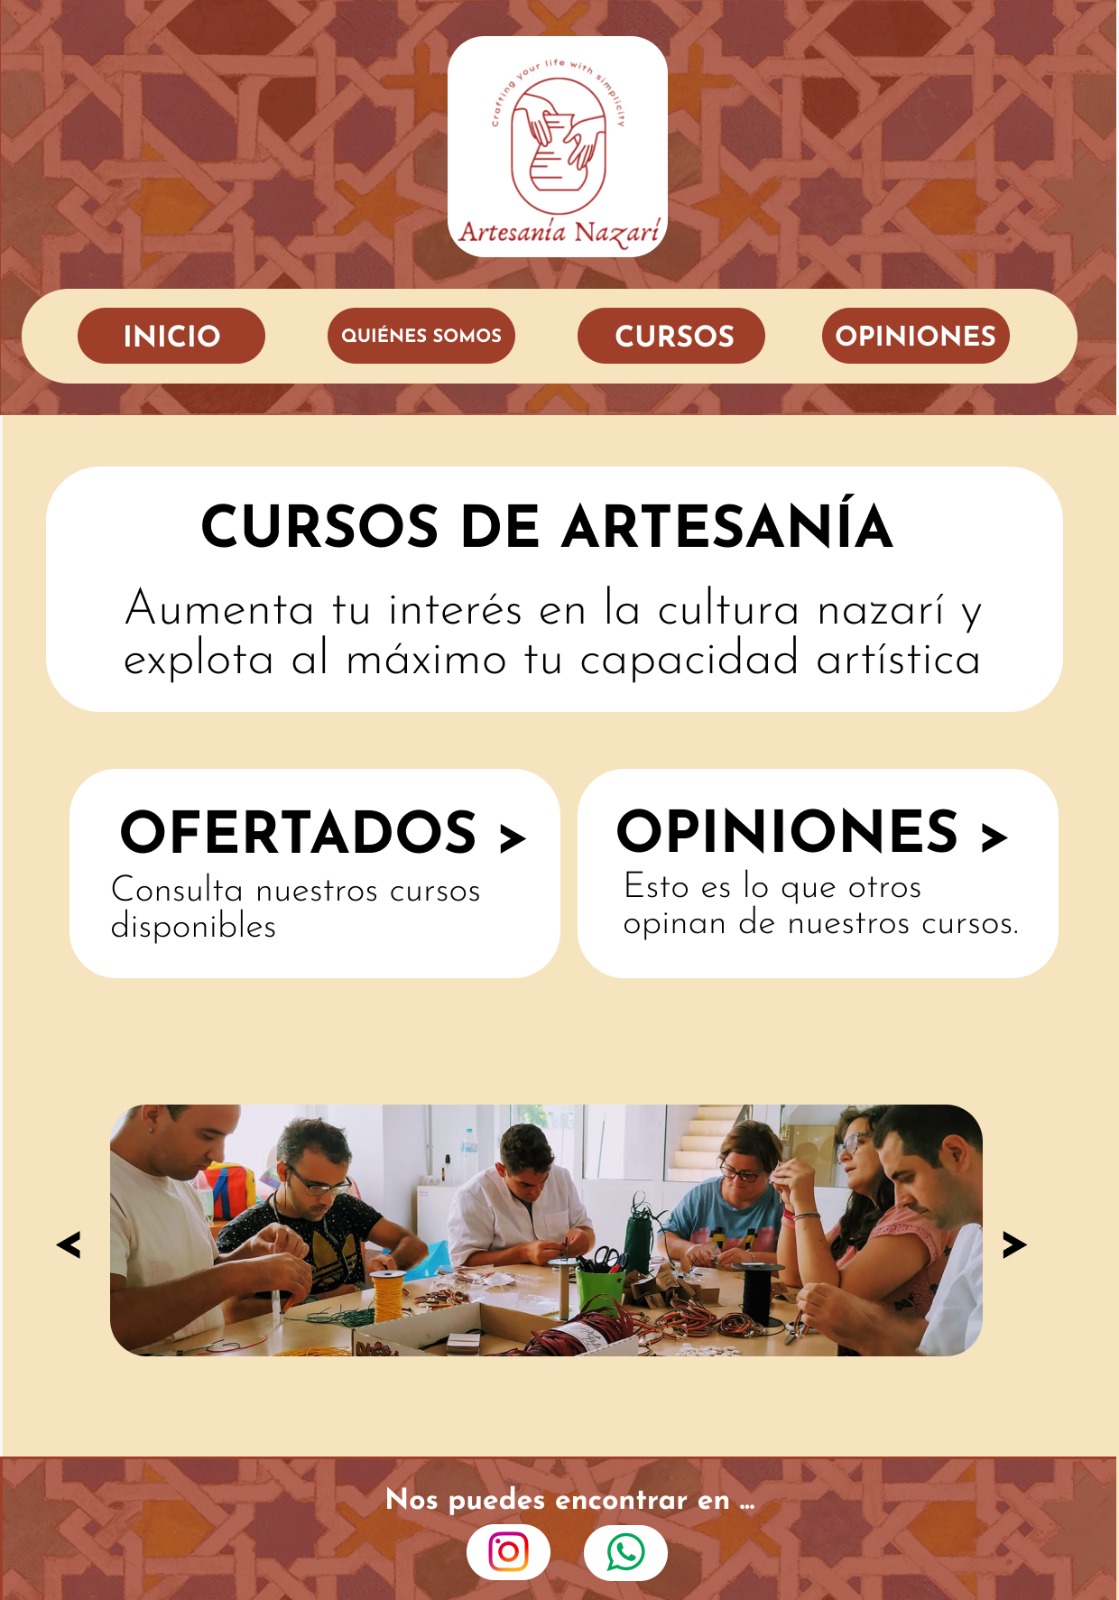 Crafting your life with simplicity
Artesanía Nazarí
INICIO
QUIÉNES SOMOS
CURSOS
OPINIONES
CURSOS DE ARTESANÍA
Aumenta tu interés en la cultura nazarí y
explota al máximo tu capacidad artística
OFERTADOS >
Consulta nuestros cursos
disponibles
OPINIONES >
Esto es lo que otros
opinan de nuestros cursos.
<
>
Nos puedes encontrar en ...